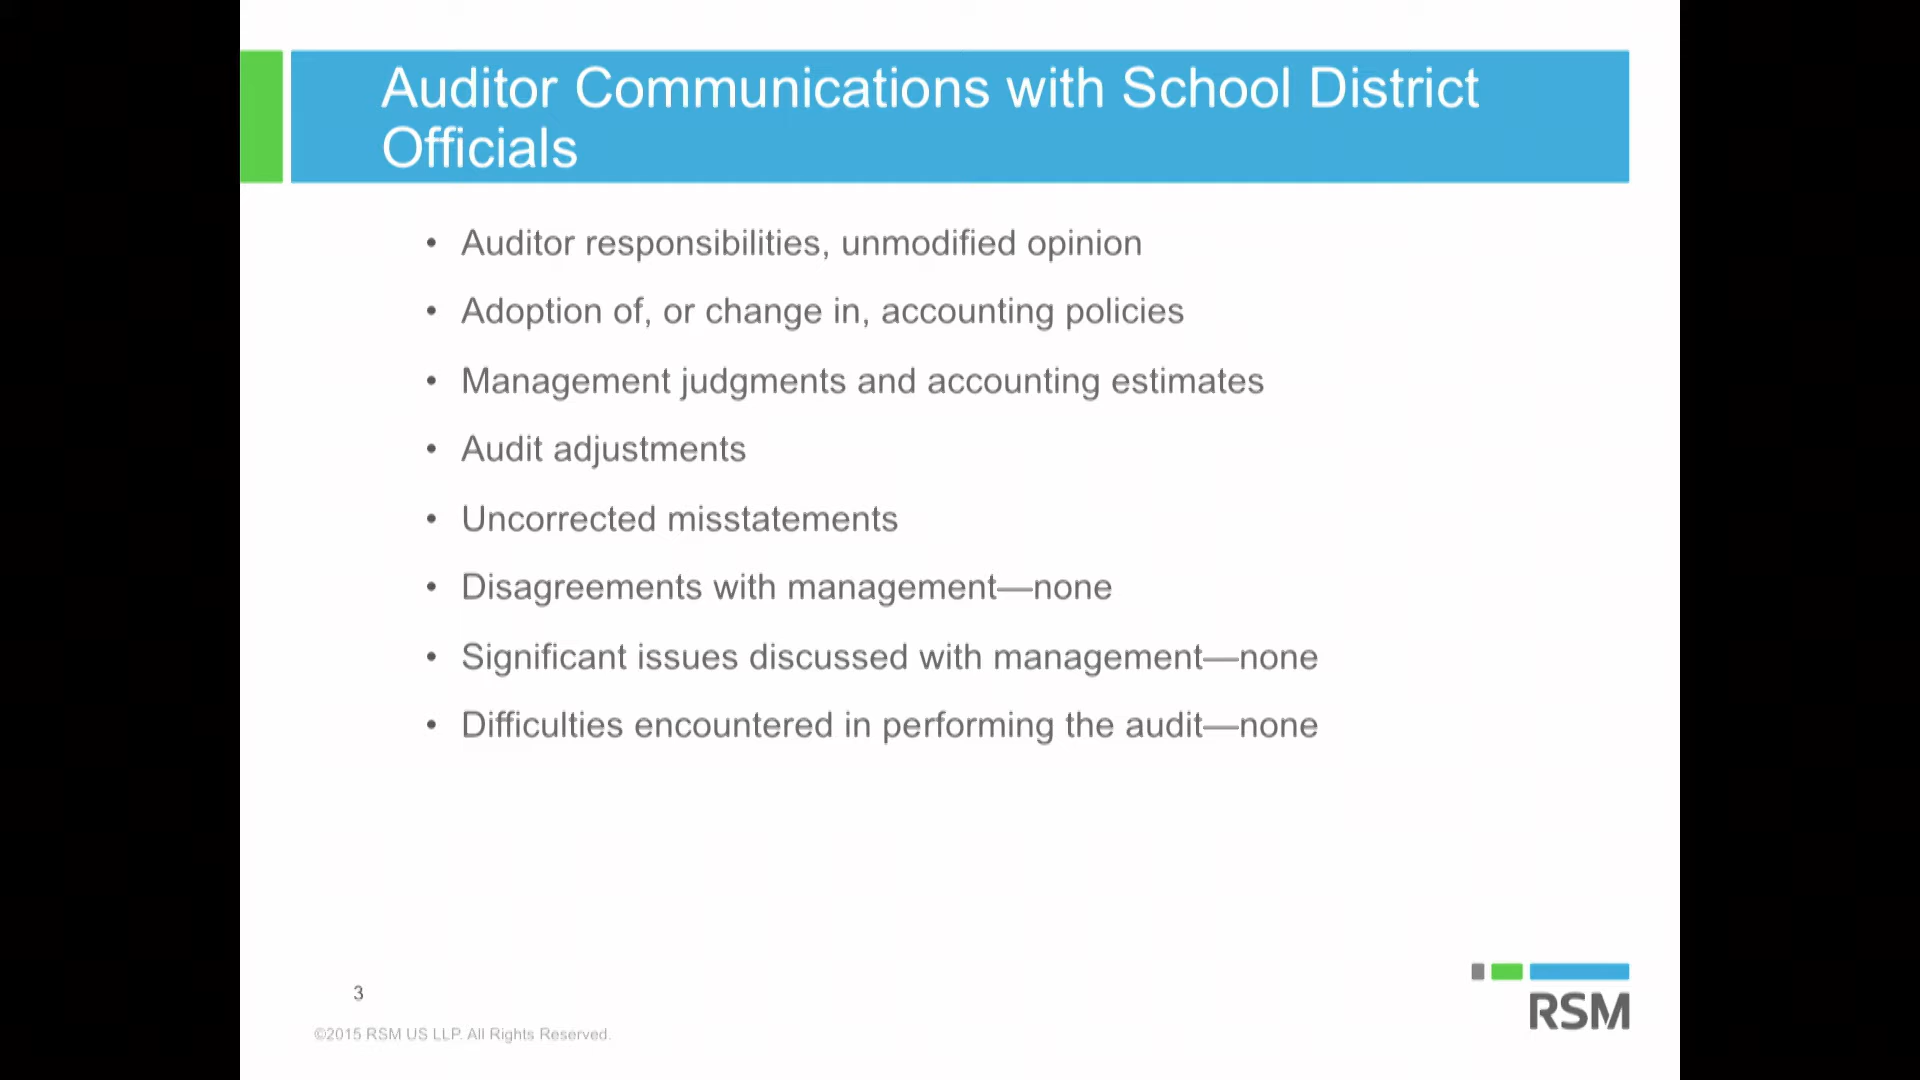 Auditor Communications with School District
Officials
• Auditor responsibilities, unmodified opinion
• Adoption of, or change in, accounting policies
• Management judgments and accounting estimates
• Audit adjustments
• Uncorrected misstatements
• Disagreements with management—none
• Significant issues discussed with management—none
• Difficulties encountered in performing the audit—none
3
©2015 RSM US LLP. All Rights Reserved.
RSM